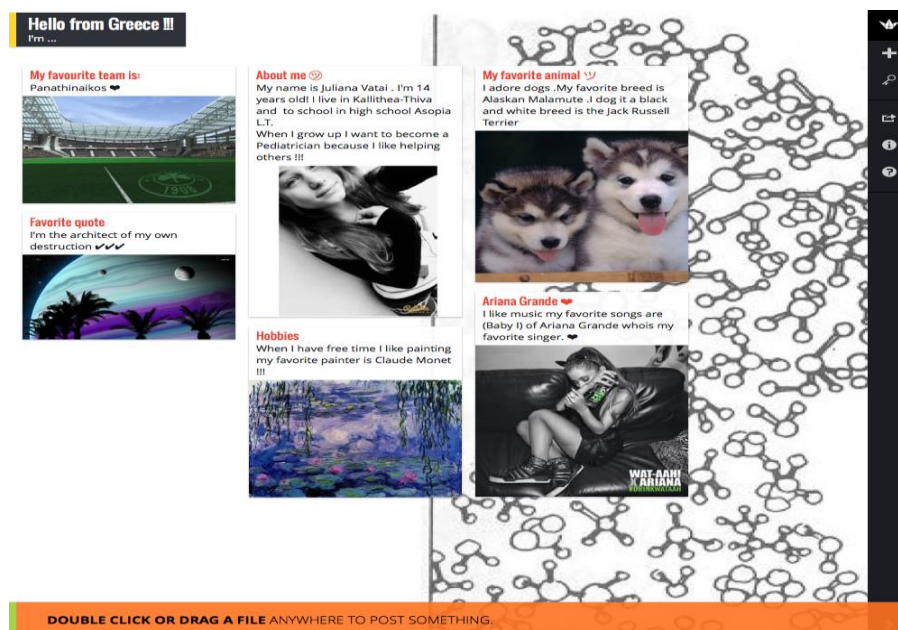 Hello from Greece !!!
I'm ...
My favourite team is:
Panathinaikos ❤
1908
Favorite quote
I'm the architect of my own
destruction ✔✔✔
About me ㋡
My name is Juliana Vatai . I'm 14
years old! I live in Kallithea-Thiva
and to school in high school Asopia
L.T.
When I grow up I want to become a
Pediatrician because I like helping
others !!!
Hobbies
When I have free time I like painting
my favorite painter is Claude Monet
!!!
My favorite animal ツ
I adore dogs .My favorite breed is
Alaskan Malamute . I dog it a black
and white breed is the Jack Russell
Terrier
Ariana Grande ❤
I like music my favorite songs are
(Baby I) of Ariana Grande whois my
favorite singer. ❤
WAT-AAH!
X ARIANA
#DRINKWATAAH
DOUBLE CLICK OR DRAG A FILE ANYWHERE TO POST SOMETHING.